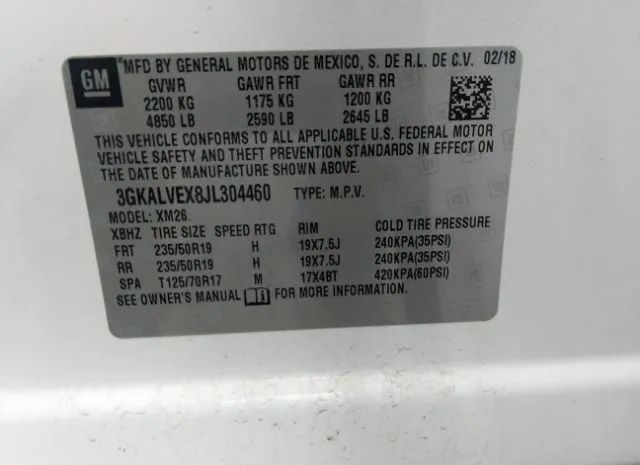 GM
*MFD BY GENERAL MOTORS DE MEXICO, S. DE R.L. DE C.V. 02/18
GVWR GAWR FRT GAWR RR
2200 KG 1175 KG 1200 KG
4850 LB 2590 LB 2645 LB
THIS VEHICLE CONFORMS TO ALL APPLICABLE U.S. FEDERAL MOTOR
VEHICLE SAFETY AND THEFT PREVENTION STANDARDS IN EFFECT ON
THE DATE OF MANUFACTURE SHOWN ABOVE.
3GKALVEX8JL304460 TYPE: M.P.V.
MODEL: XM26
XBHZ TIRE SIZE SPEED RTG RIM COLD TIRE PRESSURE
FRT 235/50R19 H 19X7.5J 240KPA(35PSI)
RR 235/50R19 H 19X7.5J 240KPA(35PSI)
SPA T125/70R17 M 17X4BT 420KPA(60PSI)
SEE OWNER'S MANUAL FOR MORE INFORMATION.